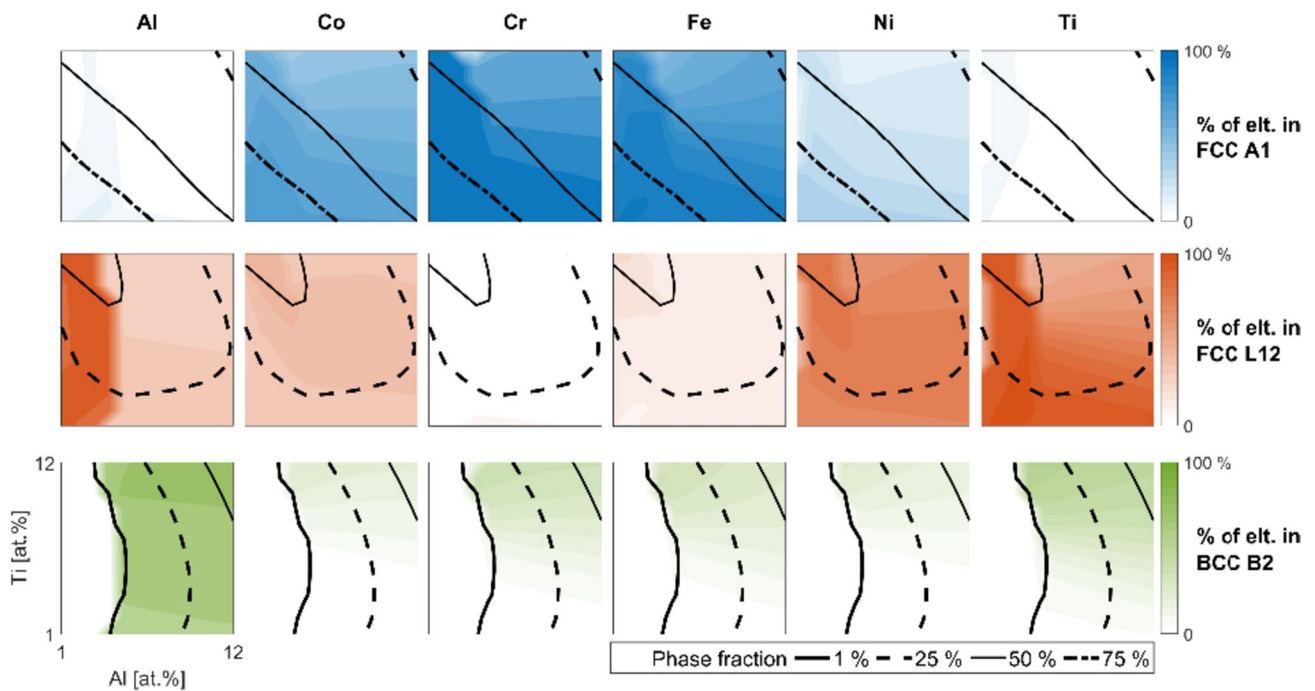 Al Co Cr Fe Ni Ti
100 %
% of elt. in
FCC A1
0
100 %
% of elt. in
FCC L12
0
12
100 %
% of elt. in
BCC B2
Ti [at.%]
1
0
1 12
Phase fraction 1 % 25 % 50 % 75 %
Al [at.%]